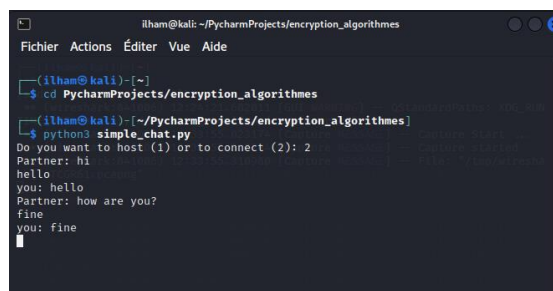 ilham@kali: ~/PycharmProjects/encryption_algorithmes
Fichier Actions Éditer Vue Aide
┌──(ilham㉿kali)-[~]
└─$ cd PycharmProjects/encryption_algorithmes
┌──(ilham㉿kali)-[~/PycharmProjects/encryption_algorithmes]
└─$ python3 simple_chat.py
Do you want to host (1) or to connect (2): 2
Partner: hi
hello
you: hello
Partner: how are you?
fine
you: fine